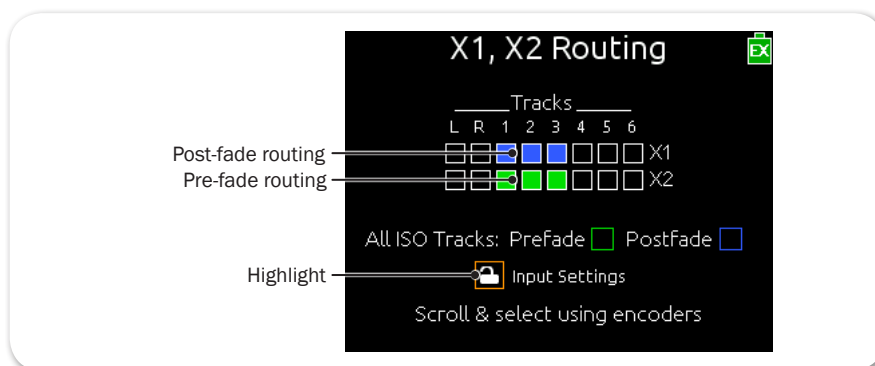 X1, X2 Routing
EX
Tracks
L R 1 2 3 4 5 6
Post-fade routing
X1
Pre-fade routing
X2
All ISO Tracks: Prefade Postfade
Highlight
Input Settings
Scroll & select using encoders